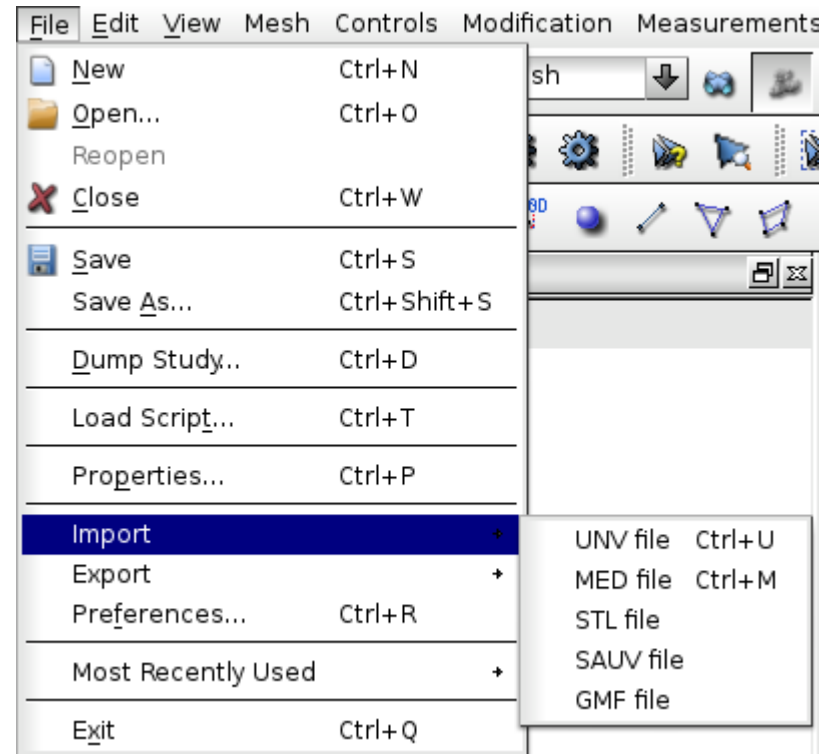 File Edit View Mesh Controls Modification Measurements
New Ctrl+N
sh
Open... Ctrl+O
Reopen
Close Ctrl+W
0D
Save Ctrl+S
Save As... Ctrl+Shift+S
Dump Study... Ctrl+D
Load Script... Ctrl+T
Properties... Ctrl+P
Import
Export
Preferences... Ctrl+R
Most Recently Used
Exit Ctrl+Q
UNV file Ctrl+U
MED file Ctrl+M
STL file
SAUV file
GMF file